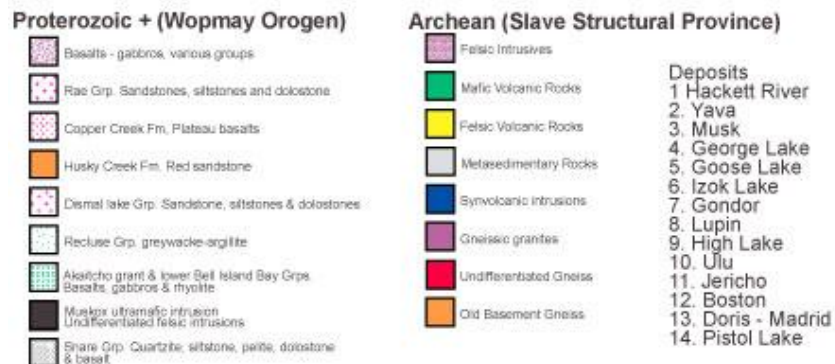 Proterozoic + (Wopmay Orogen)
Basalts - gabbros, various groups
Rae Grp. Sandstones, siltstones and dolostone
Copper Creek Fm, Plateau basalts
Husky Creek Fm. Red sandstone
Dismal lake Grp. Sandstone, siltstones & dolostones
Recluse Grp. greywacke-argillite
Akaitcho grant & lower Bell Island Bay Grps.
Basalts, gabbros & rhyolite
Muskox ultramafic intrusion
Undifferentiated felsic intrusions
Snare Grp. Quartzite, siltstone, pelite, dolostone
& basalt
Archean (Slave Structural Province)
Felsic Intrusives
Mafic Volcanic Rocks
Felsic Volcanic Rocks
Metasedimentary Rocks
Synvolcanic intrusions
Gneissic granites
Undifferentiated Gneiss
Old Basement Gneiss
Deposits
1 Hackett River
2. Yava
3. Musk
4. George Lake
5. Goose Lake
6. Izok Lake
7. Gondor
8. Lupin
9. High Lake
10. Ulu
11. Jericho
12. Boston
13. Doris - Madrid
14. Pistol Lake